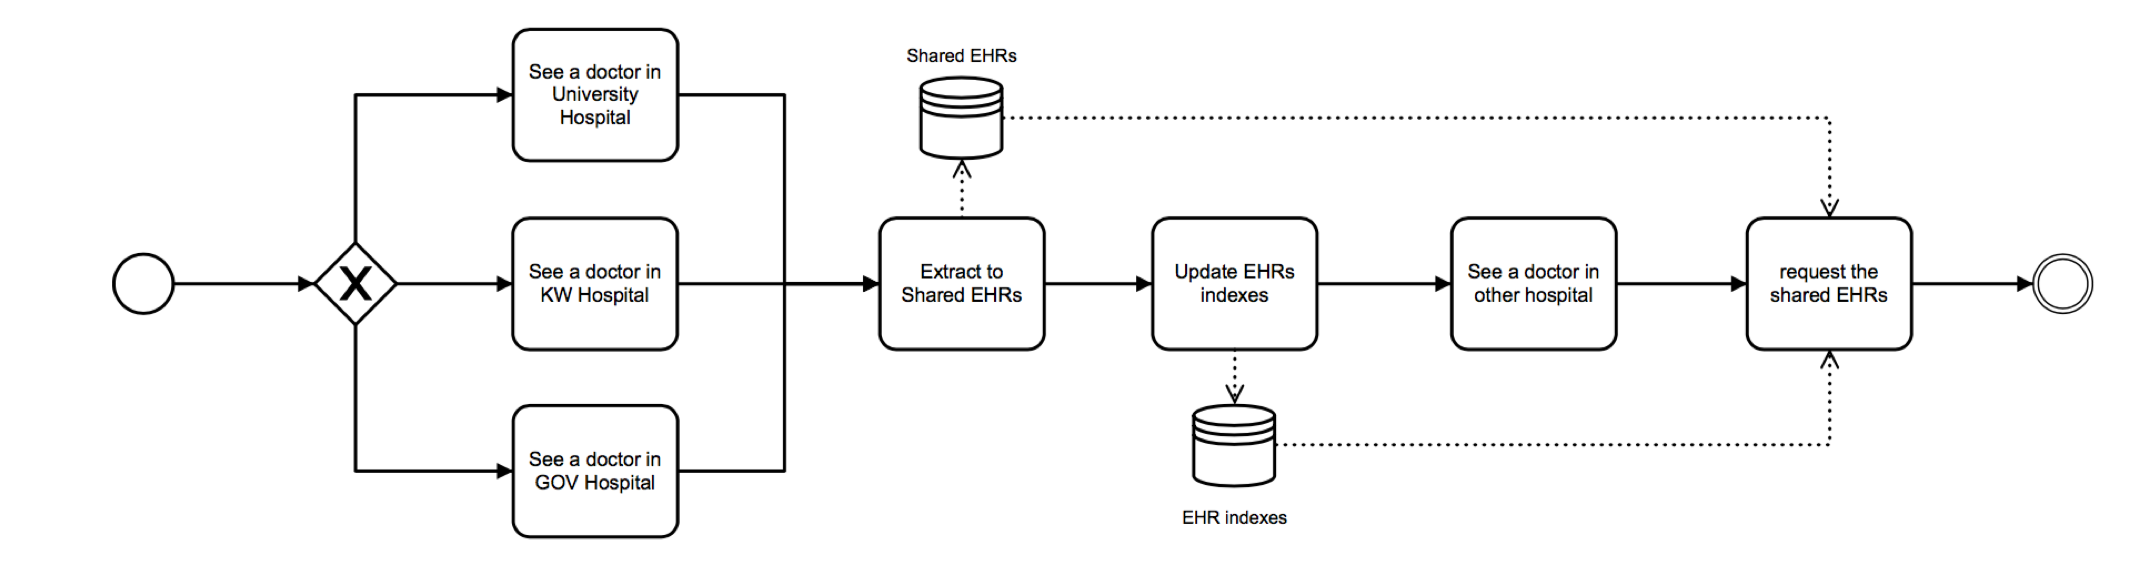 Shared EHRs
See a doctor in
University
Hospital
See a doctor in
KW Hospital
See a doctor in
GOV Hospital
Extract to
Shared EHRs
Update EHRs
indexes
See a doctor in
other hospital
request the
shared EHRs
EHR indexes